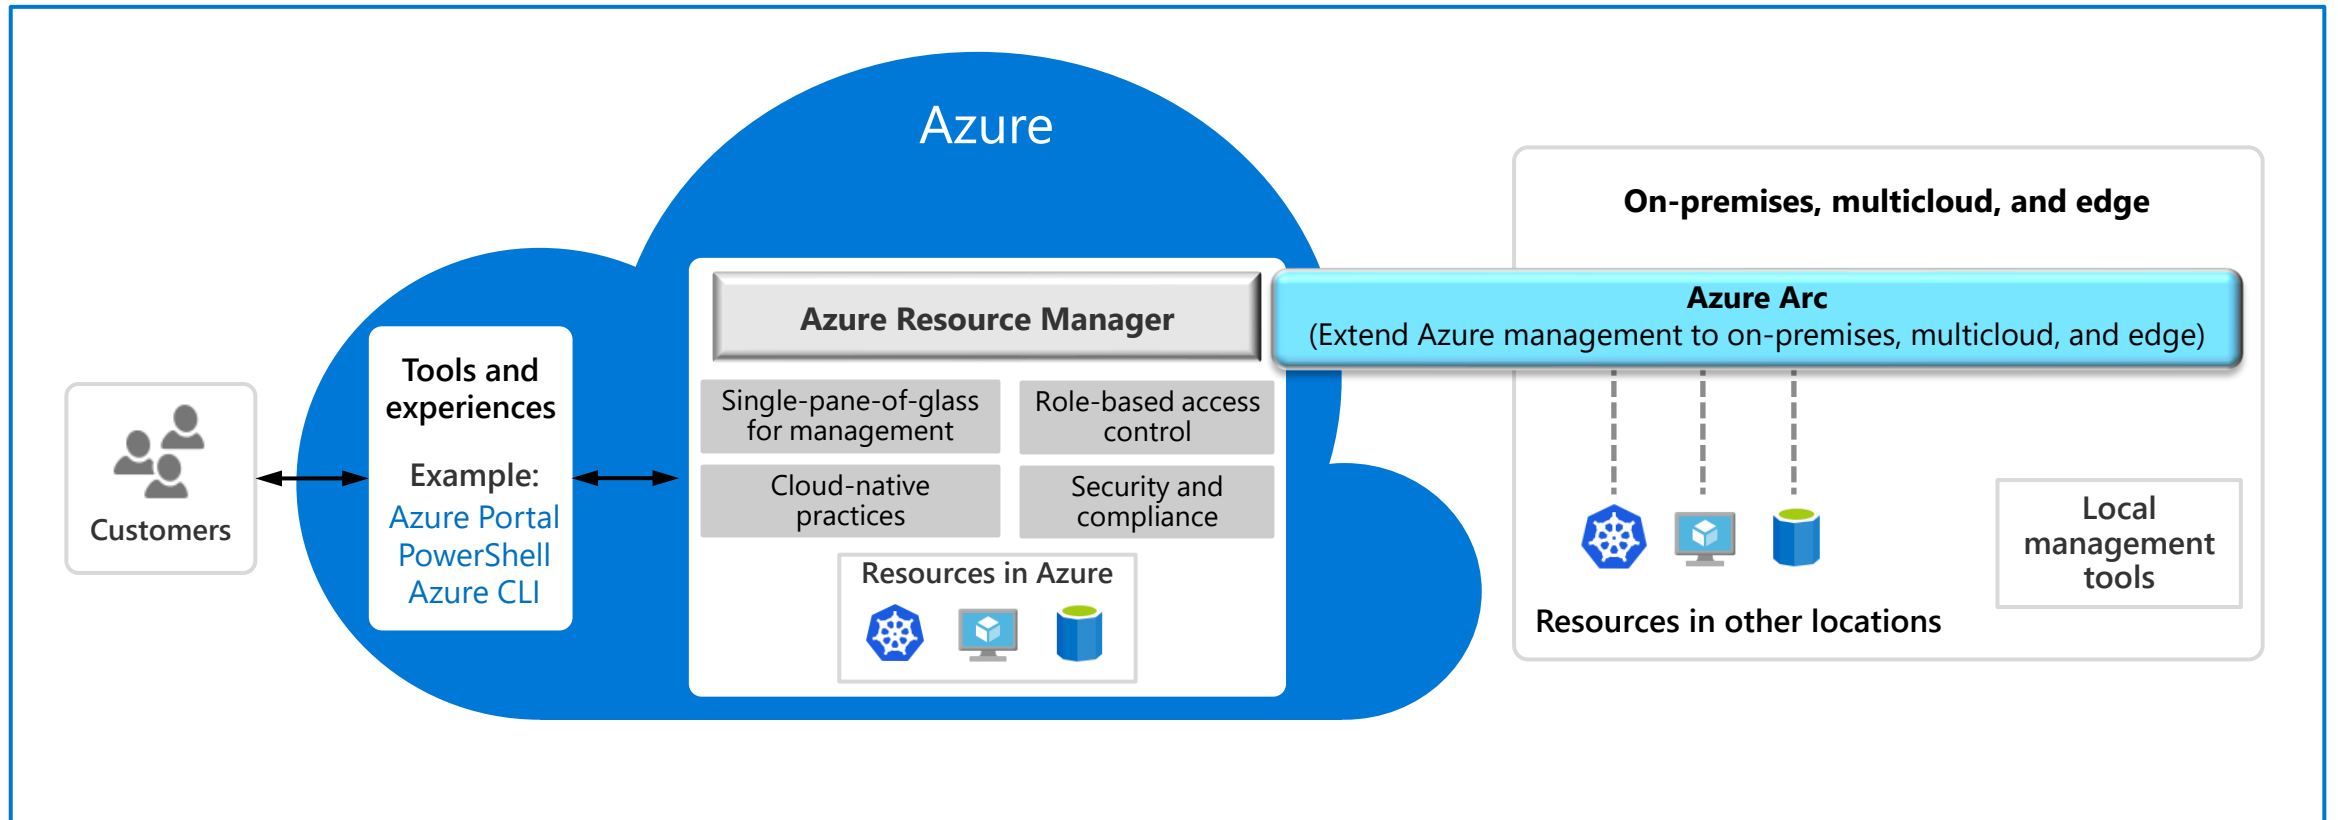 Azure
On-premises, multicloud, and edge
Azure Arc
(Extend Azure management to on-premises, multicloud, and edge)
Azure Resource Manager
Tools and
experiences
Example:
Azure Portal
PowerShell
Azure CLI
Customers
Single-pane-of-glass
for management
Role-based access
control
Cloud-native
practices
Security and
compliance
Resources in Azure
Local
management
tools
Resources in other locations